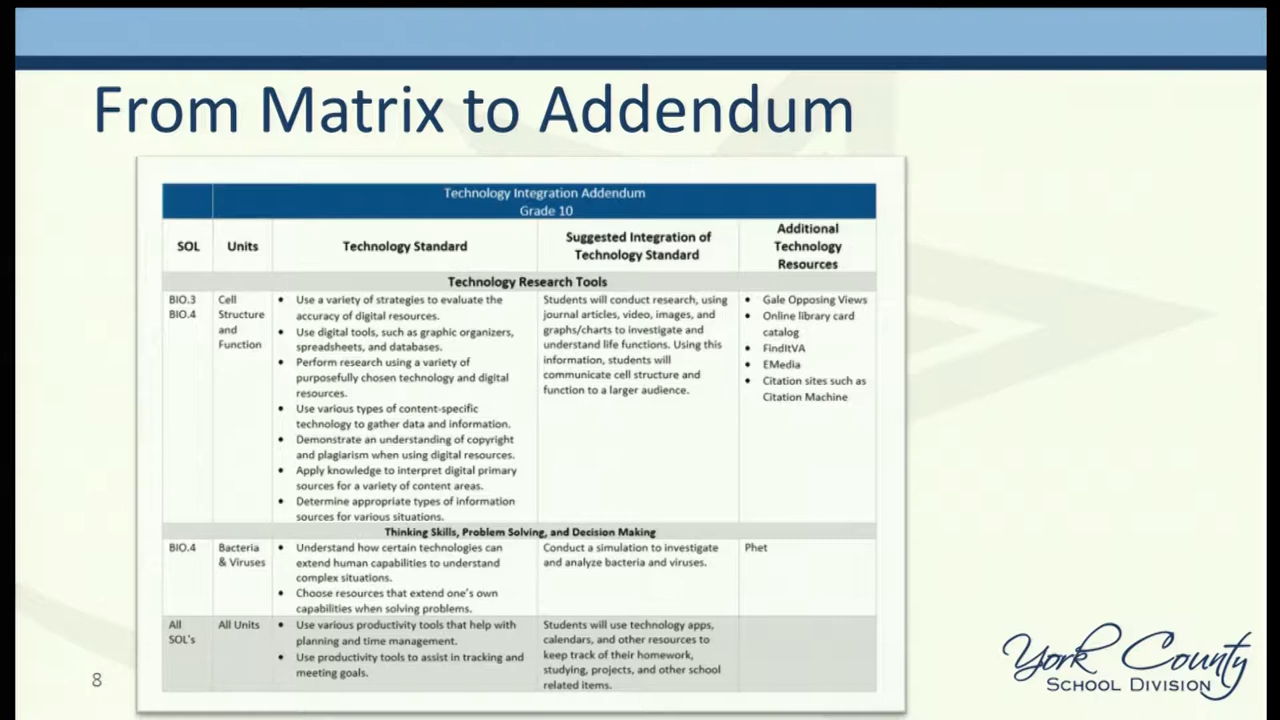 From Matrix to Addendum
Technology Integration Addendum
Grade 10
SOL
Units
Technology Standard
Suggested Integration of
Technology Standard
Additional
Technology
Resources
Technology Research Tools
BIO.3
BIO.4
Cell
Structure
and
Function
• Use a variety of strategies to evaluate the
accuracy of digital resources.
• Use digital tools, such as graphic organizers,
spreadsheets, and databases.
• Perform research using a variety of
purposefully chosen technology and digital
resources.
• Use various types of content-specific
technology to gather data and information.
• Demonstrate an understanding of copyright
and plagiarism when using digital resources.
• Apply knowledge to interpret digital primary
sources for a variety of content areas.
• Determine appropriate types of information
sources for various situations.
Students will conduct research, using
journal articles, video, images, and
graphs/charts to investigate and
understand life functions. Using this
information, students will
communicate cell structure and
function to a larger audience.
• Gale Opposing Views
• Online library card
catalog
• FindItVA
• EMedia
• Citation sites such as
Citation Machine
Thinking Skills, Problem Solving, and Decision Making
BIO.4
Bacteria
& Viruses
• Understand how certain technologies can
extend human capabilities to understand
complex situations.
• Choose resources that extend one's own
capabilities when solving problems.
Conduct a simulation to investigate
and analyze bacteria and viruses.
Phet
All
SOL's
All Units
• Use various productivity tools that help with
planning and time management.
• Use productivity tools to assist in tracking and
meeting goals.
Students will use technology apps,
calendars, and other resources to
keep track of their homework,
studying, projects, and other school
related items.
8
York County
SCHOOL DIVISION